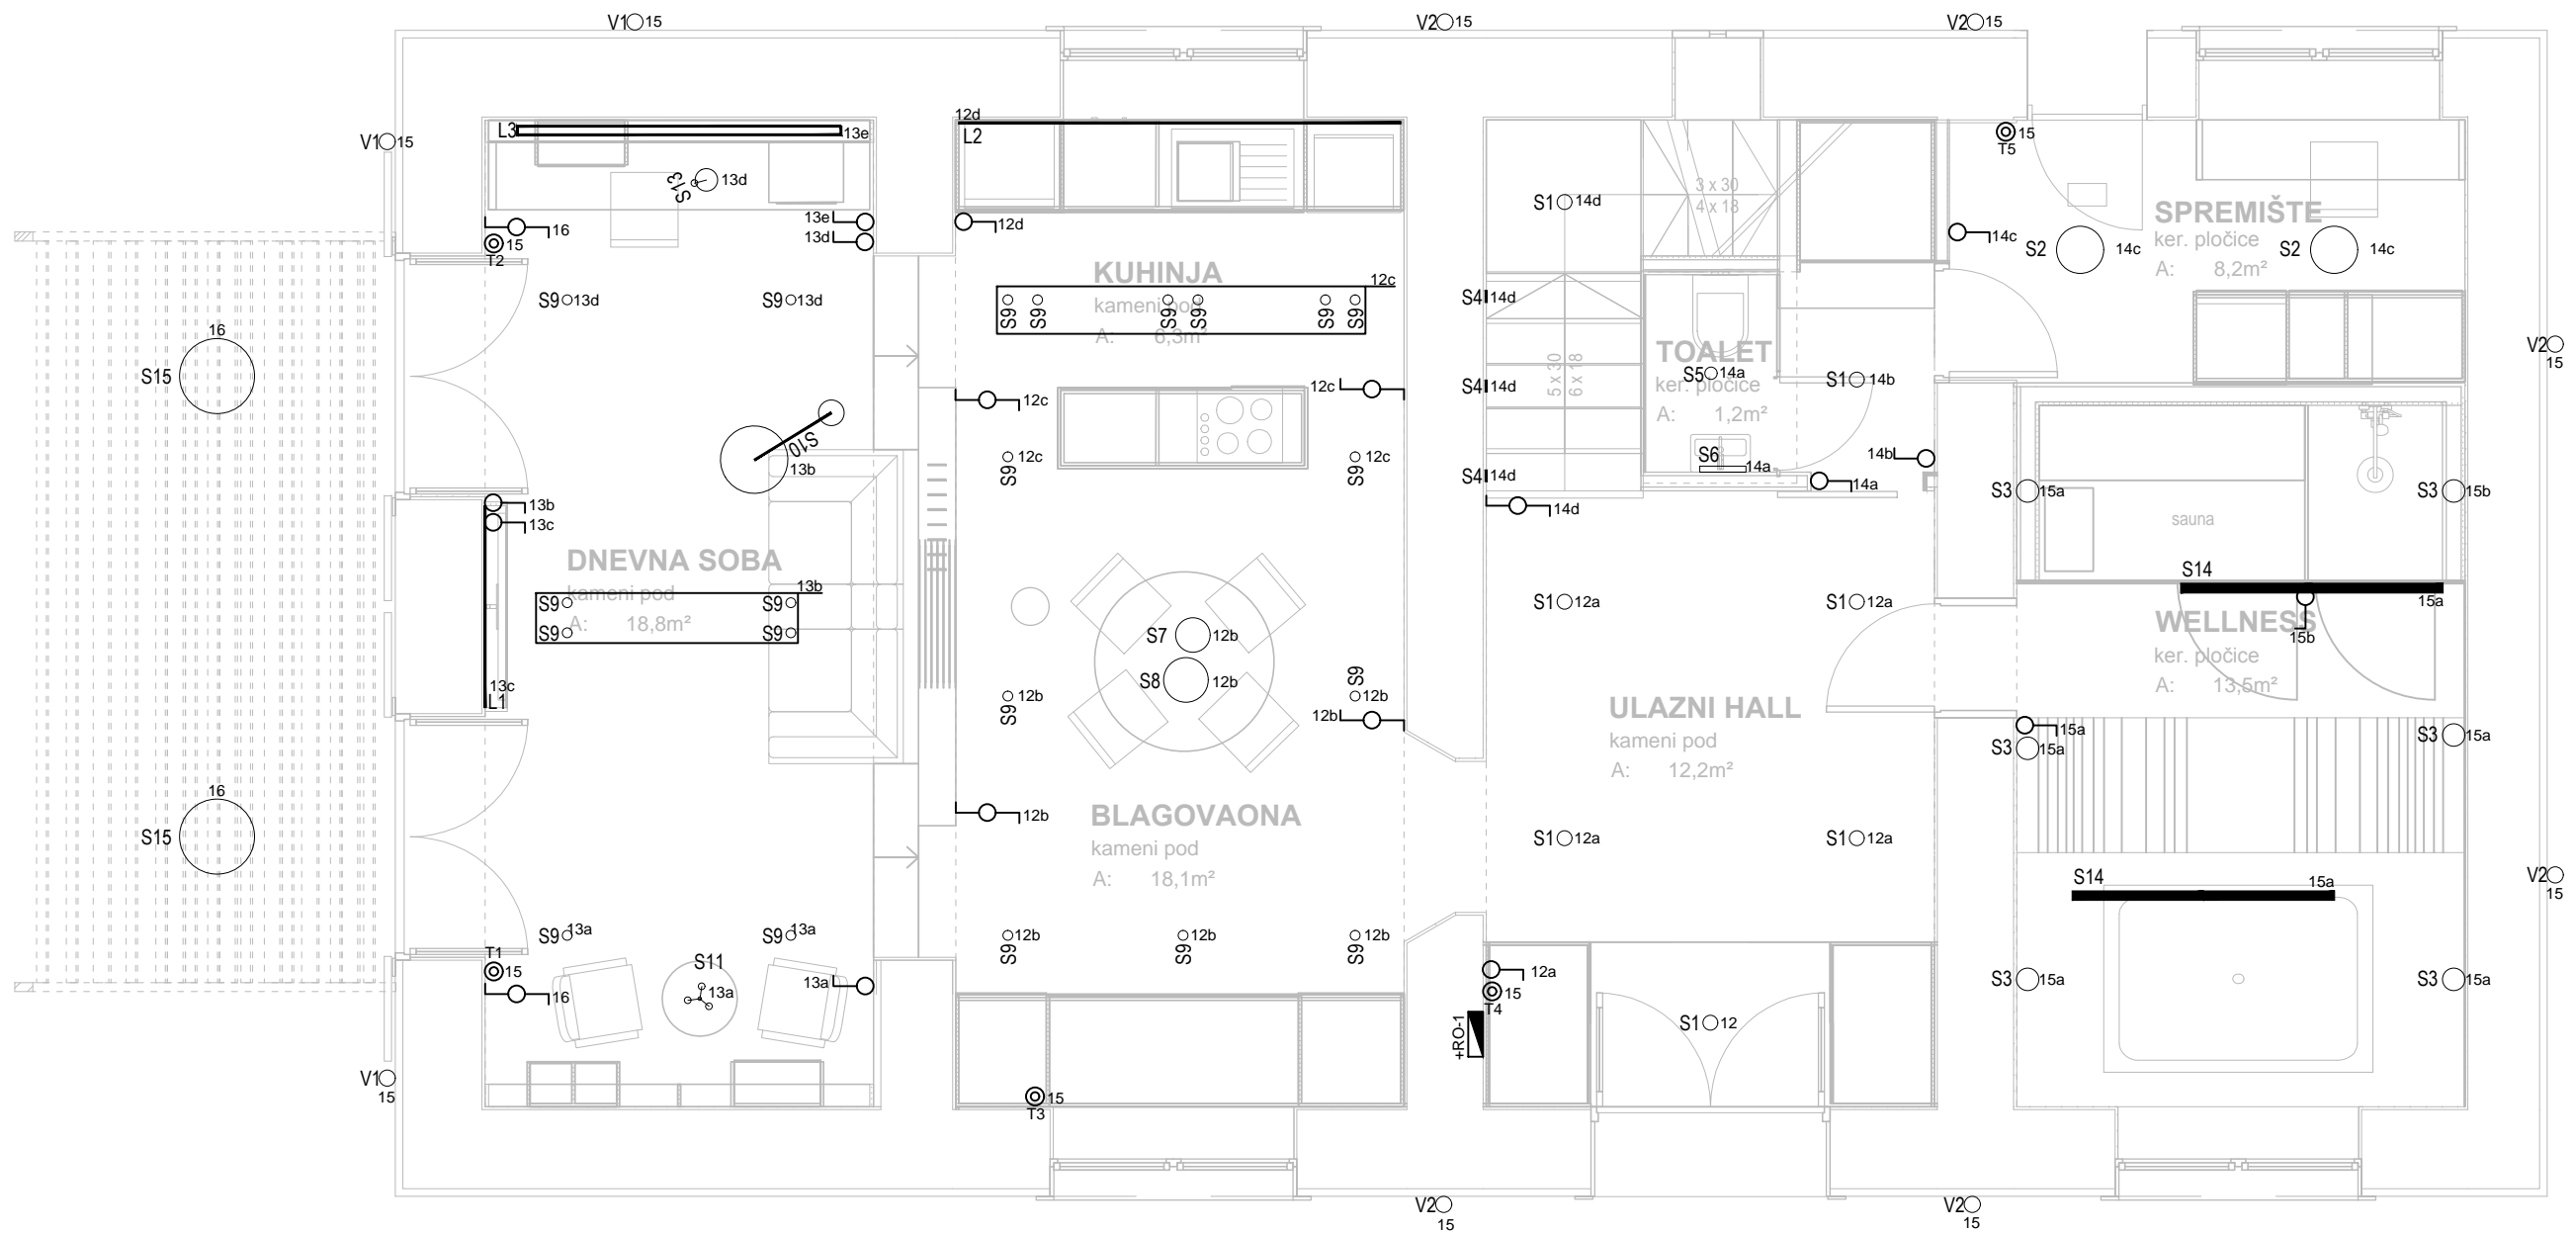 V1 15
V2 15
V2 15
V1 15
L3
13e
12d
L2
15
T5
S13
13d
3 x 30
4 x 18
S1 14d
SPREMIŠTE
ker. pločice
A: 8,2m²
S2 14c
S2 14c
14c
16
15
T2
13e
13d
12d
KUHINJA
kameni pod
A: 6,3m²
12c
S9
S9
S9
S9
S9
S9
S9 13d
S9 13d
S4 14d
16
S15
TOALET
ker. pločice
A: 1,2m²
S5 14a
S1 14b
V2
15
12c
12c
S4 14d
5 x 30
6 x 18
S10
13b
12c
S9
12c
S9
S6
14a
14b
S4 14d
14a
14d
S3 15a
S3 15b
sauna
13b
13c
DNEVNA SOBA
kameni pod
A: 18,8m²
13b
S9
S9
S9
S9
S14
15a
S1 12a
S1 12a
WELLNESS
ker. pločice
A: 13,5m²
15b
S7 12b
S8 12b
13c
L1
12b
S9
S9
12b
12b
ULAZNI HALL
kameni pod
A: 12,2m²
15a
S3 15a
S3 15a
16
S15
12b
BLAGOVAONA
kameni pod
A: 18,1m²
S1 12a
S1 12a
S14
15a
V2
15
S9 13a
S9 13a
12b
S9
12b
S9
12b
S9
T1
15
16
S11
13a
13a
12a
15
T4
S3 15a
S3 15a
+RO-1
S1 12
V1
15
15
T3
V2
15
V2
15